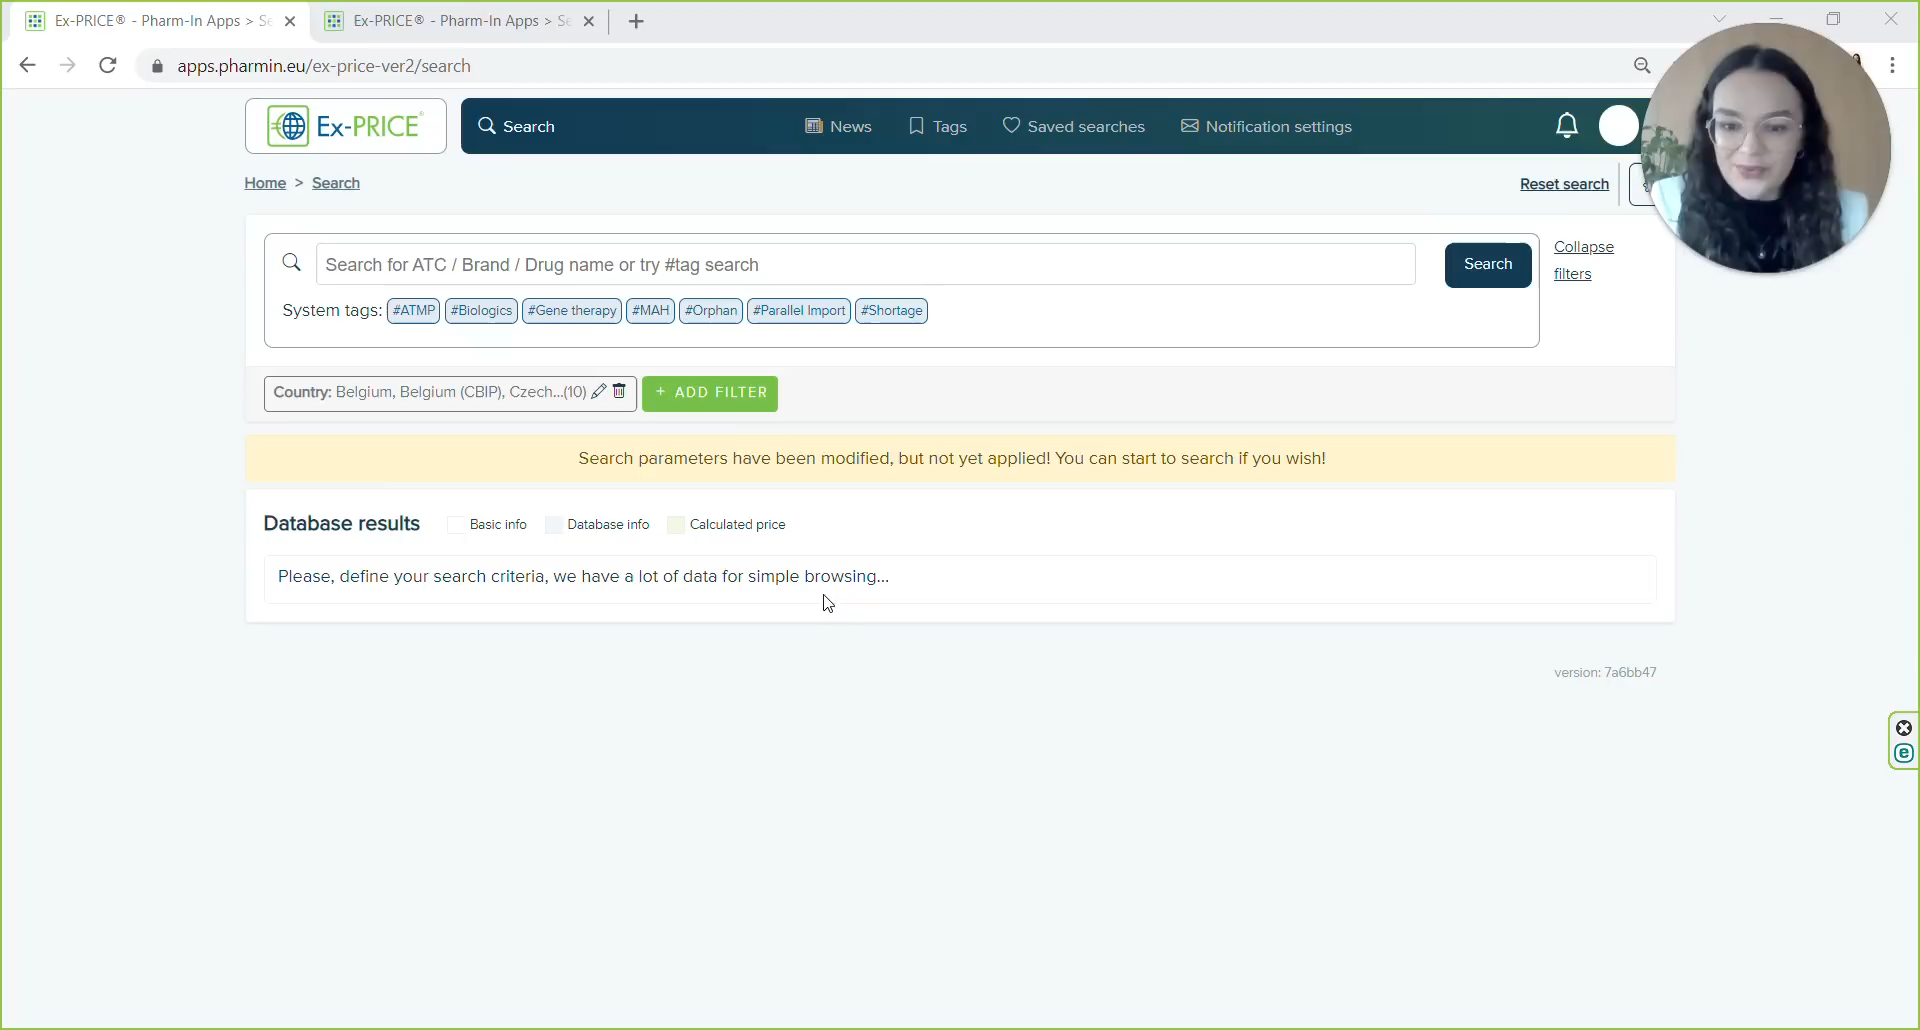 Ex-PRICE® - Pharm-In Apps > Se
Ex-PRICE® - Pharm-In Apps > Se
apps.pharmin.eu/ex-price-ver2/search
Ex-PRICE®
Search
News
Tags
Saved searches
Notification settings
Home > Search
Reset search
Search for ATC / Brand / Drug name or try #tag search
Search
Collapse
filters
System tags: #ATMP #Biologics #Gene therapy #MAH #Orphan #Parallel Import #Shortage
Country: Belgium, Belgium (CBIP), Czech...(10)
+ ADD FILTER
Search parameters have been modified, but not yet applied! You can start to search if you wish!
Database results
Basic info
Database info
Calculated price
Please, define your search criteria, we have a lot of data for simple browsing...
version: 7a6bb47